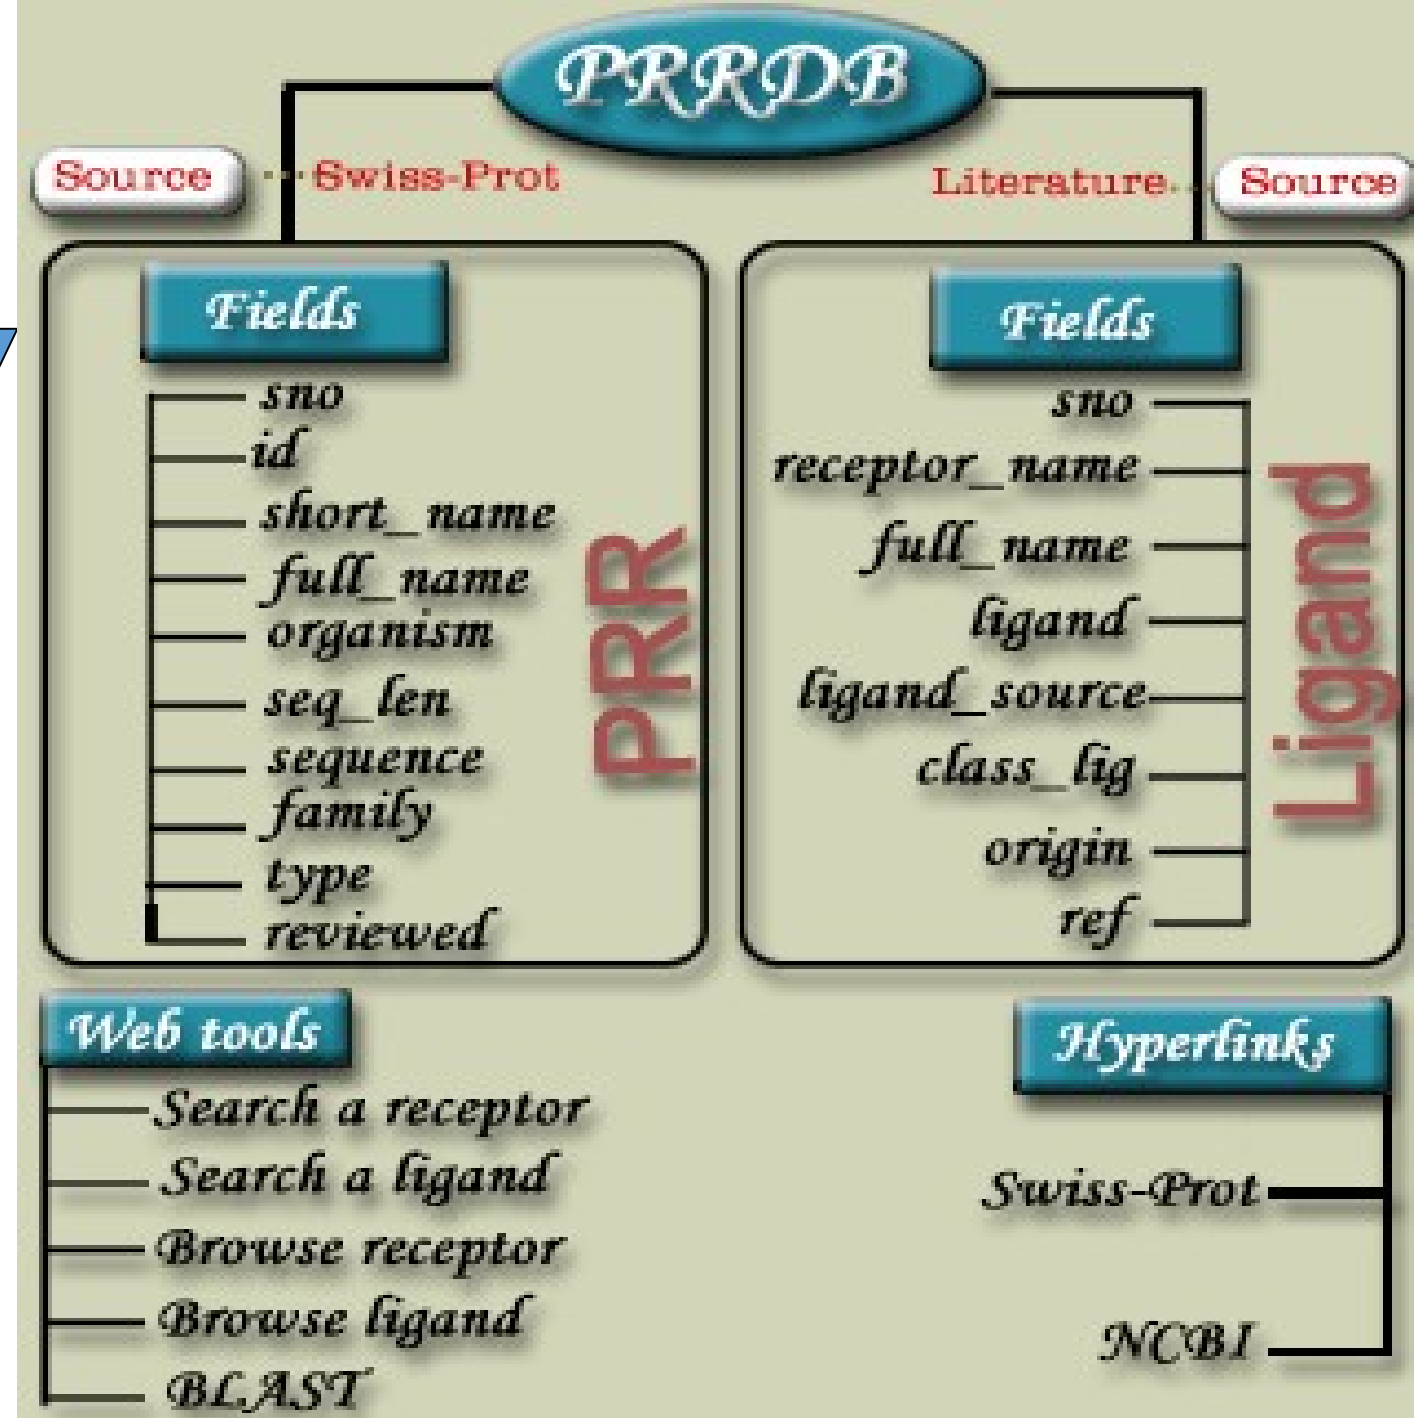 PRRDB
Source
Swiss-Prot
Literature
Source
Fields
sno
id
short_name
full_name
organism
seq_len
sequence
family
type
reviewed
PRR
Fields
sno
receptor_name
full_name
ligand
ligand_source
class_lig
origin
ref
Ligand
Web tools
Search a receptor
Search a ligand
Browse receptor
Browse ligand
BLAST
Hyperlinks
Swiss-Prot
NCBI